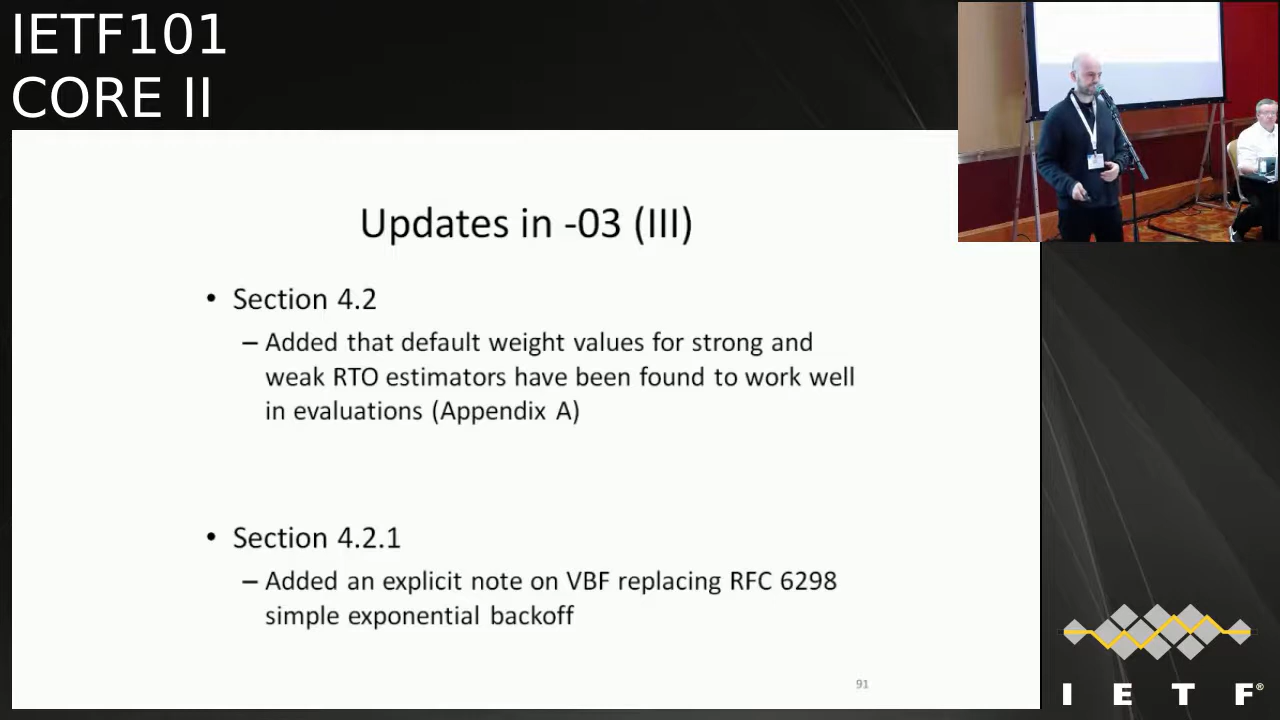 IETF101
CORE II
Updates in -03 (III)
• Section 4.2
– Added that default weight values for strong and
weak RTO estimators have been found to work well
in evaluations (Appendix A)
• Section 4.2.1
– Added an explicit note on VBF replacing RFC 6298
simple exponential backoff
91
I E T F®